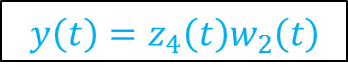 y(t) = z₄(t)w₂(t)